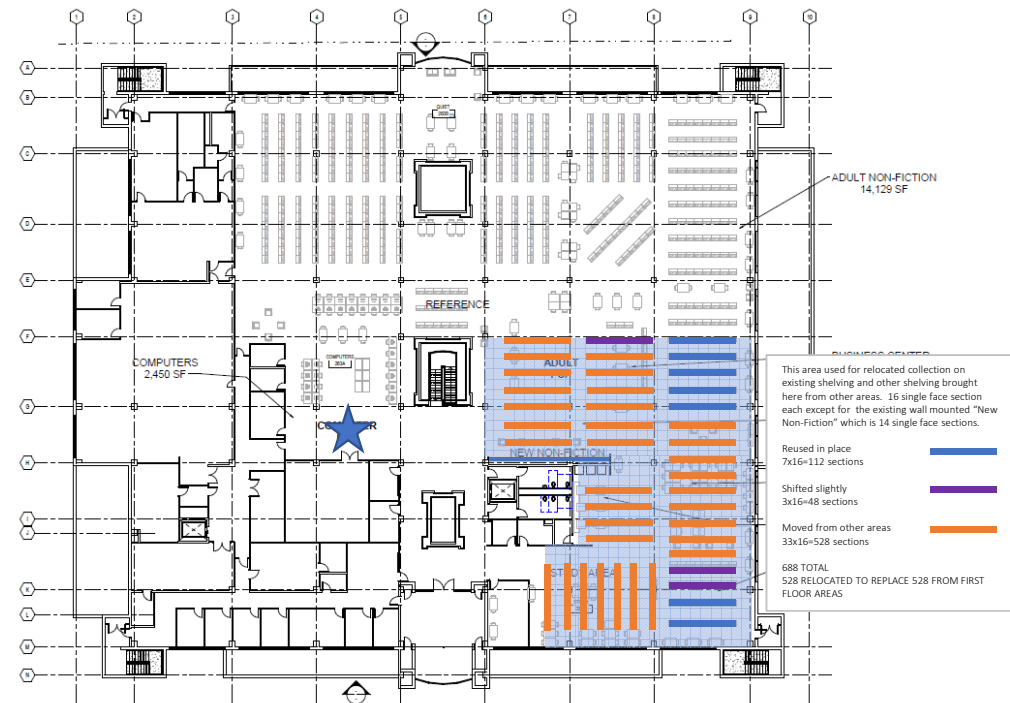 1
2
3
4
5
6
7
8
9
10
A
B
C
D
E
F
G
H
I
J
K
L
M
N
QUIET
ADULT NON-FICTION
14,129 SF
REFERENCE
COMPUTERS
2,450 SF
COMPUTERS
ADULT
NEW NON-FICTION
BUSINESS CENTER
This area used for relocated collection on
existing shelving and other shelving brought
here from other areas. 16 single face section
each except for the existing wall mounted “New
Non-Fiction” which is 14 single face sections.
Reused in place
7x16=112 sections
Shifted slightly
3x16=48 sections
Moved from other areas
33x16=528 sections
688 TOTAL
528 RELOCATED TO REPLACE 528 FROM FIRST
FLOOR AREAS